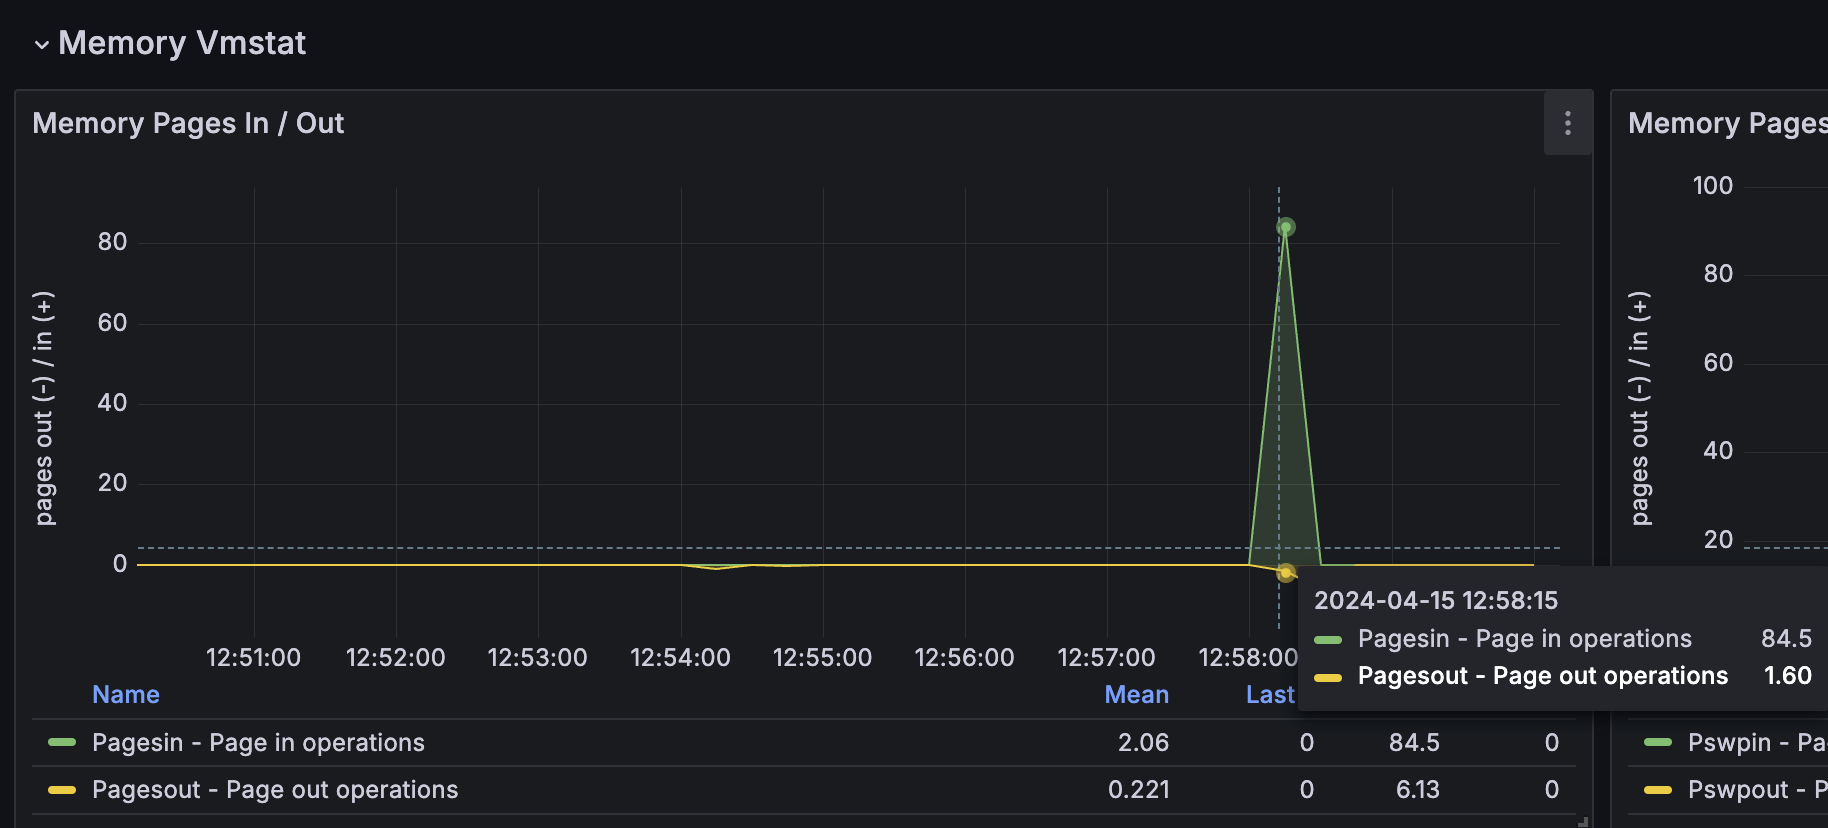 Memory Vmstat
Memory Pages In / Out
80
60
40
20
0
pages out (-) / in (+)
12:51:00 12:52:00 12:53:00 12:54:00 12:55:00 12:56:00 12:57:00 12:58:00
2024-04-15 12:58:15
Pagesin - Page in operations 84.5
Pagesout - Page out operations 1.60
Name Mean Last
Pagesin - Page in operations 2.06 0 84.5 0
Pagesout - Page out operations 0.221 0 6.13 0
Memory Pages
100
80
60
40
20
pages out (-) / in (+)
Pswpin - Pa
Pswpout - P